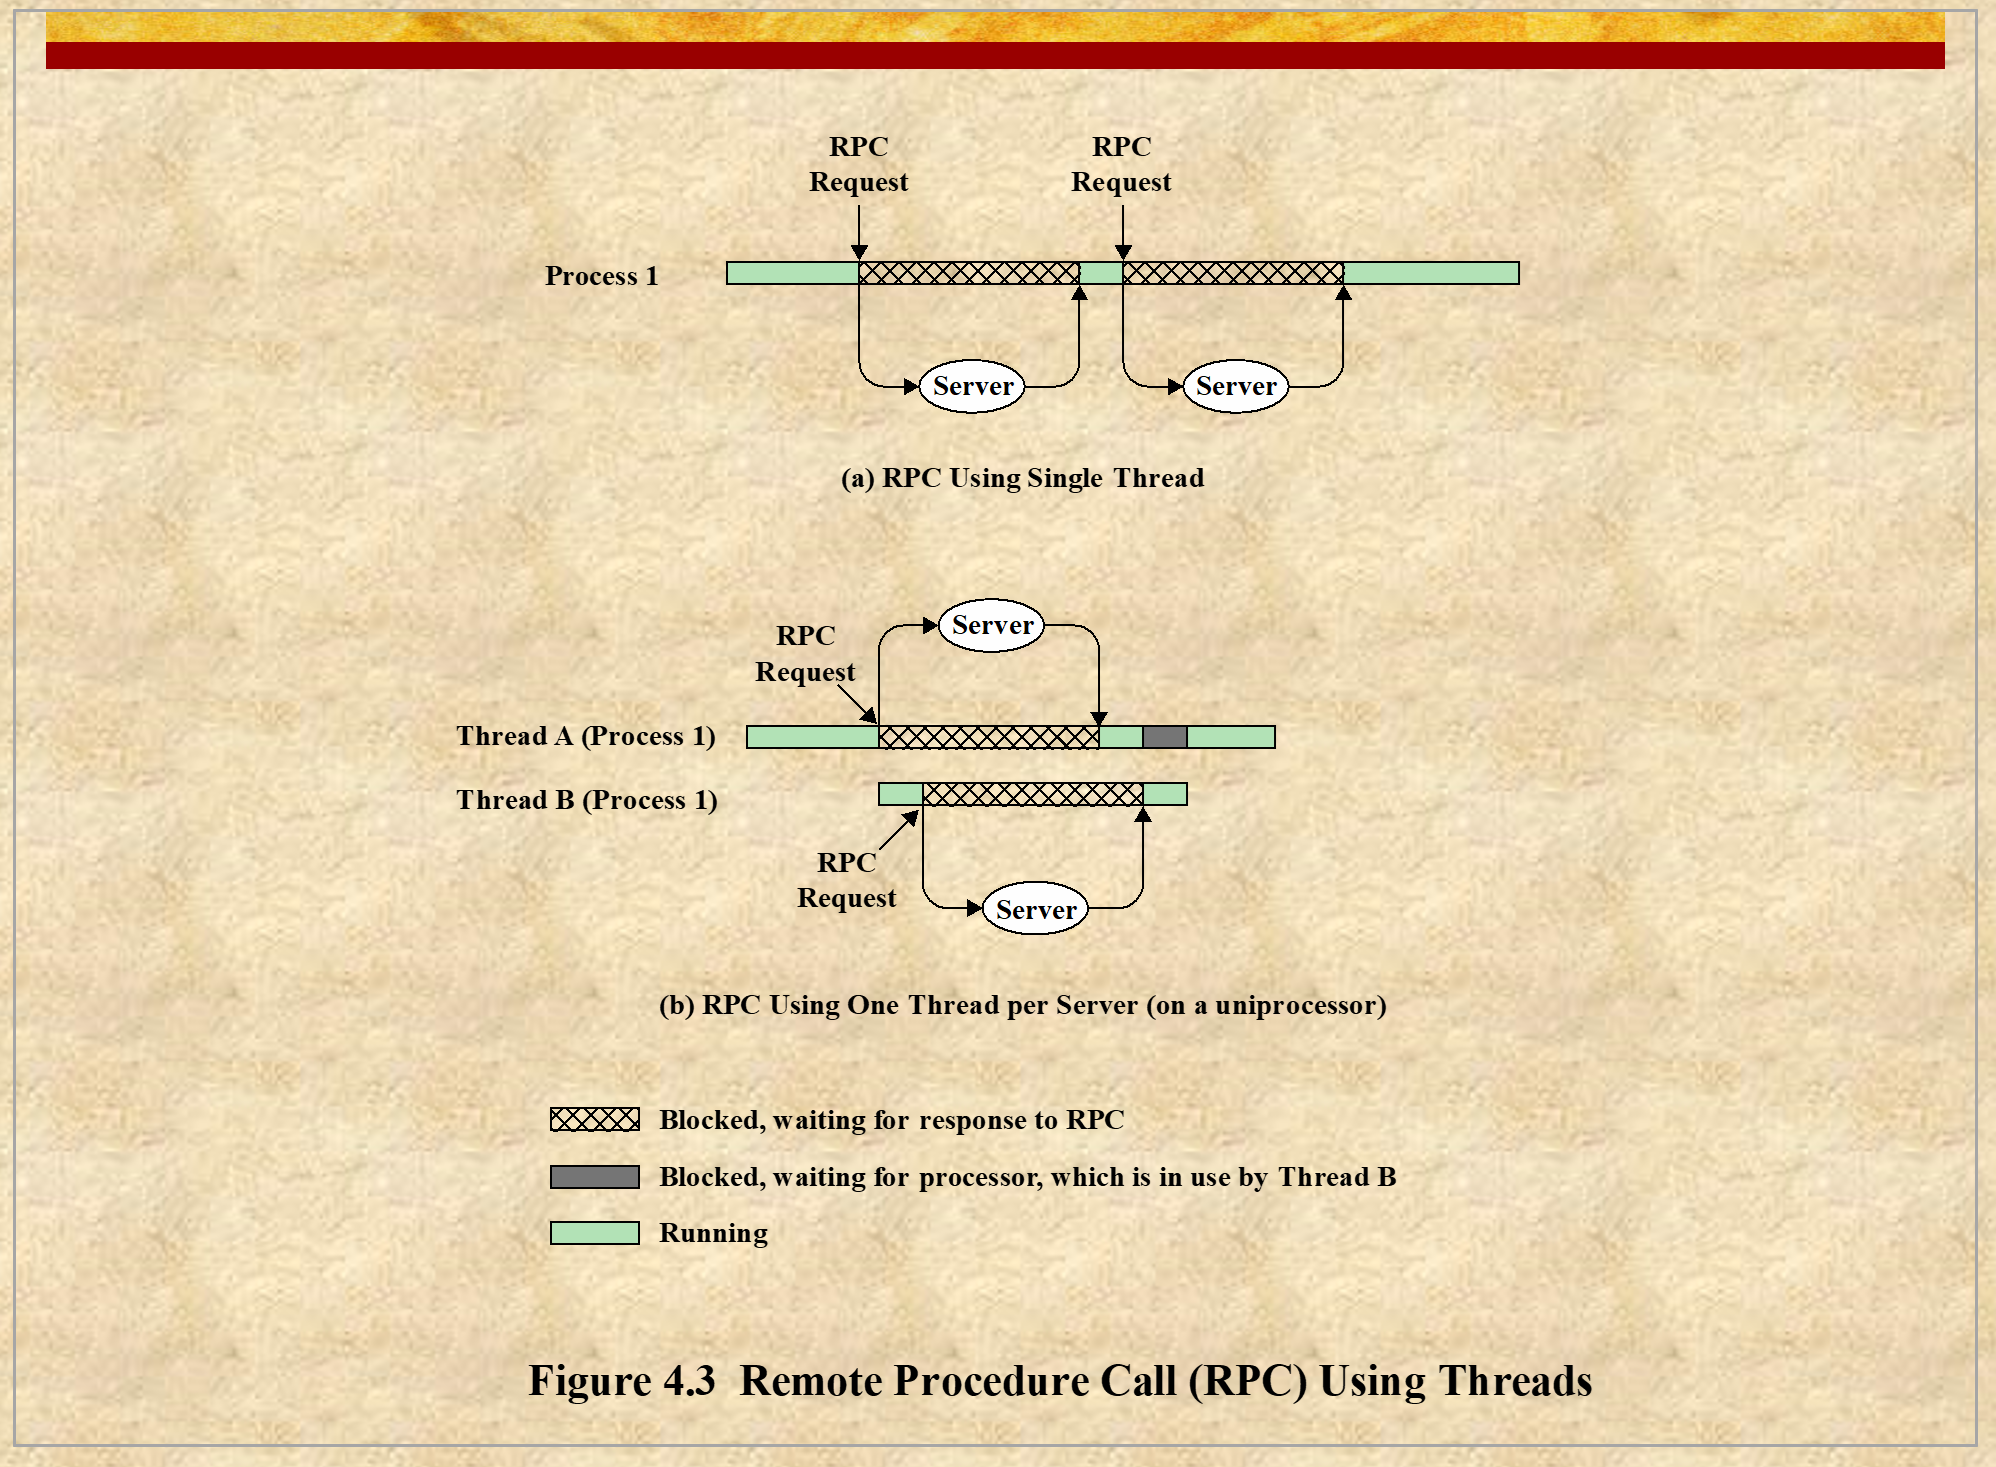 RPC
Request
RPC
Request
Process 1
Server
Server
(a) RPC Using Single Thread
Server
RPC
Request
Thread A (Process 1)
Thread B (Process 1)
RPC
Request
Server
(b) RPC Using One Thread per Server (on a uniprocessor)
Blocked, waiting for response to RPC
Blocked, waiting for processor, which is in use by Thread B
Running
Figure 4.3 Remote Procedure Call (RPC) Using Threads